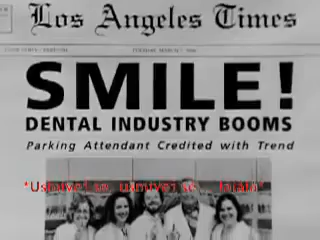 Los Angeles Times
SMILE!
DENTAL INDUSTRY BOOMS
Parking Attendant Credited with Trend